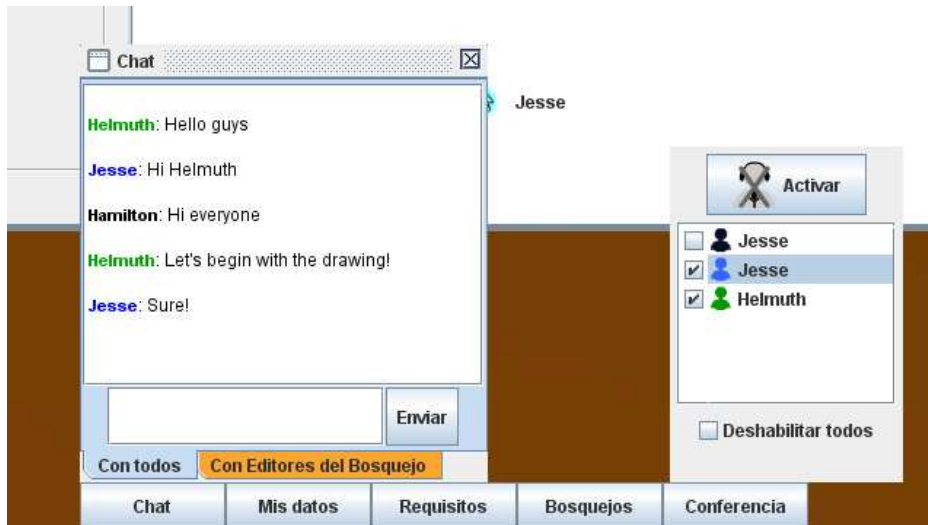 Chat
Helmuth: Hello guys
Jesse: Hi Helmuth
Hamilton: Hi everyone
Helmuth: Let's begin with the drawing!
Jesse: Sure!
Enviar
Con todos
Con Editores del Bosquejo
Jesse
Activar
Jesse
Jesse
Helmuth
Deshabilitar todos
Chat
Mis datos
Requisitos
Bosquejos
Conferencia